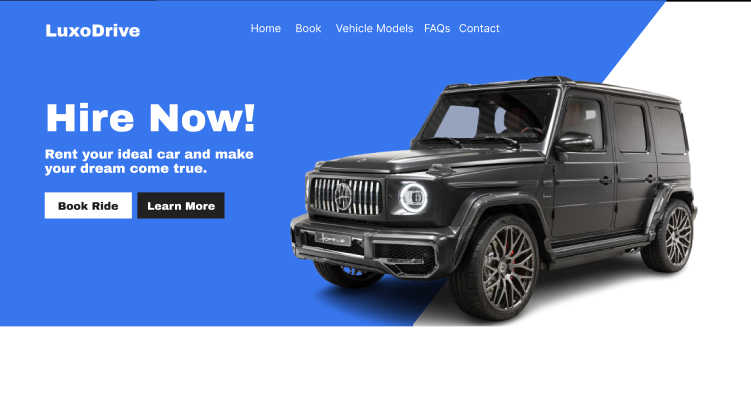 LuxoDrive
Home Book Vehicle Models FAQs Contact
Hire Now!
Rent your ideal car and make
your dream come true.
Book Ride
Learn More